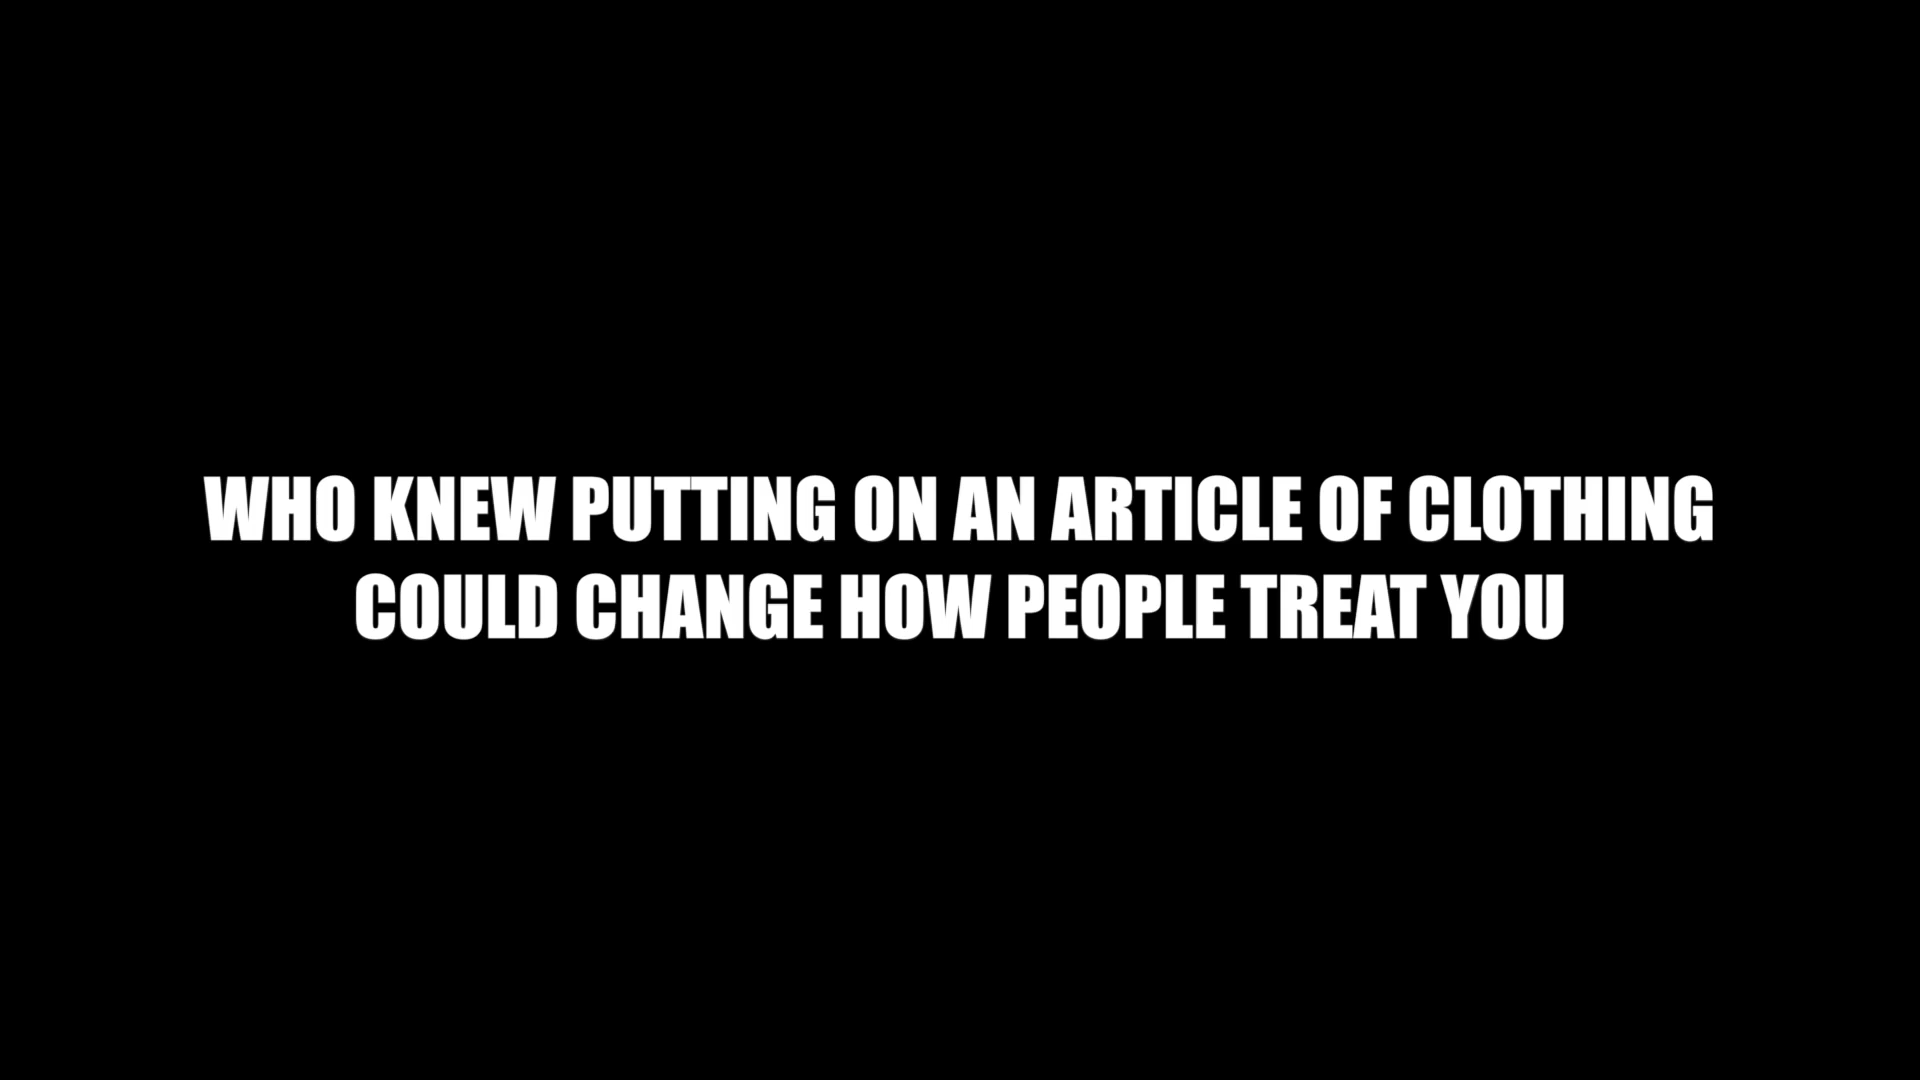 WHO KNEW PUTTING ON AN ARTICLE OF CLOTHING
COULD CHANGE HOW PEOPLE TREAT YOU